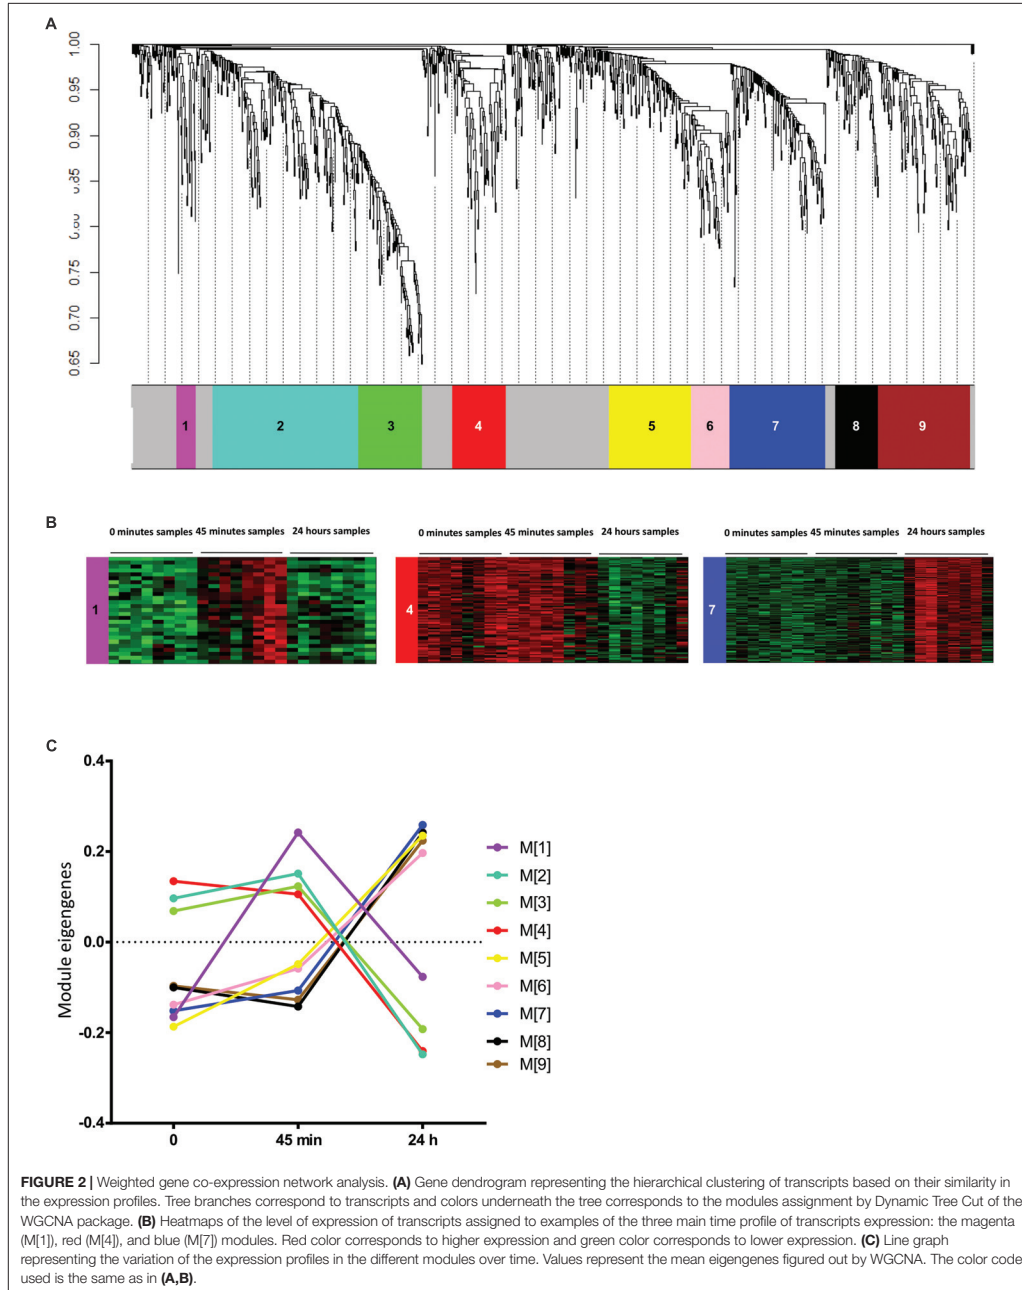 A
1.00
0.95
0.90
0.85
0.80
0.75
0.70
0.65
1 2 3 4 5 6 7 8 9
B
0 minutes samples 45 minutes samples 24 hours samples 0 minutes samples 45 minutes samples 24 hours samples 0 minutes samples 45 minutes samples 24 hours samples
1 4 7
C
0.4
0.2
0.0
-0.2
-0.4
Module eigengenes
0 45 min 24 h
M[1]
M[2]
M[3]
M[4]
M[5]
M[6]
M[7]
M[8]
M[9]
FIGURE 2 | Weighted gene co-expression network analysis. (A) Gene dendrogram representing the hierarchical clustering of transcripts based on their similarity in
the expression profiles. Tree branches correspond to transcripts and colors underneath the tree corresponds to the modules assignment by Dynamic Tree Cut of the
WGCNA package. (B) Heatmaps of the level of expression of transcripts assigned to examples of the three main time profile of transcripts expression: the magenta
(M[1]), red (M[4]), and blue (M[7]) modules. Red color corresponds to higher expression and green color corresponds to lower expression. (C) Line graph
representing the variation of the expression profiles in the different modules over time. Values represent the mean eigengenes figured out by WGCNA. The color code
used is the same as in (A,B).